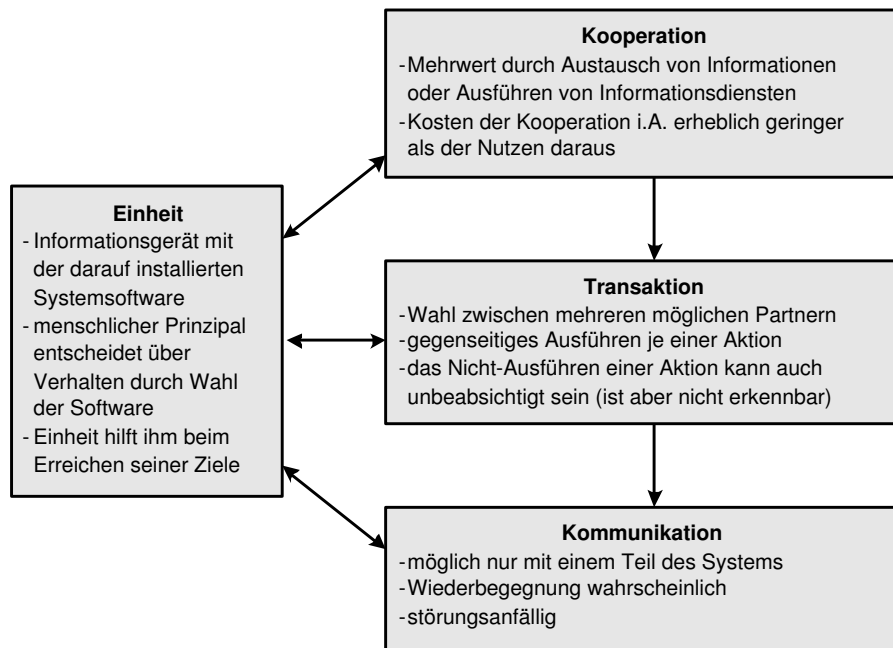 Kooperation
-Mehrwert durch Austausch von Informationen
oder Ausführen von Informationsdiensten
-Kosten der Kooperation i.A. erheblich geringer
als der Nutzen daraus
Einheit
- Informationsgerät mit
der darauf installierten
Systemsoftware
- menschlicher Prinzipal
entscheidet über
Verhalten durch Wahl
der Software
- Einheit hilft ihm beim
Erreichen seiner Ziele
Transaktion
-Wahl zwischen mehreren möglichen Partnern
-gegenseitiges Ausführen je einer Aktion
-das Nicht-Ausführen einer Aktion kann auch
unbeabsichtigt sein (ist aber nicht erkennbar)
Kommunikation
-möglich nur mit einem Teil des Systems
-Wiederbegegnung wahrscheinlich
-störungsanfällig